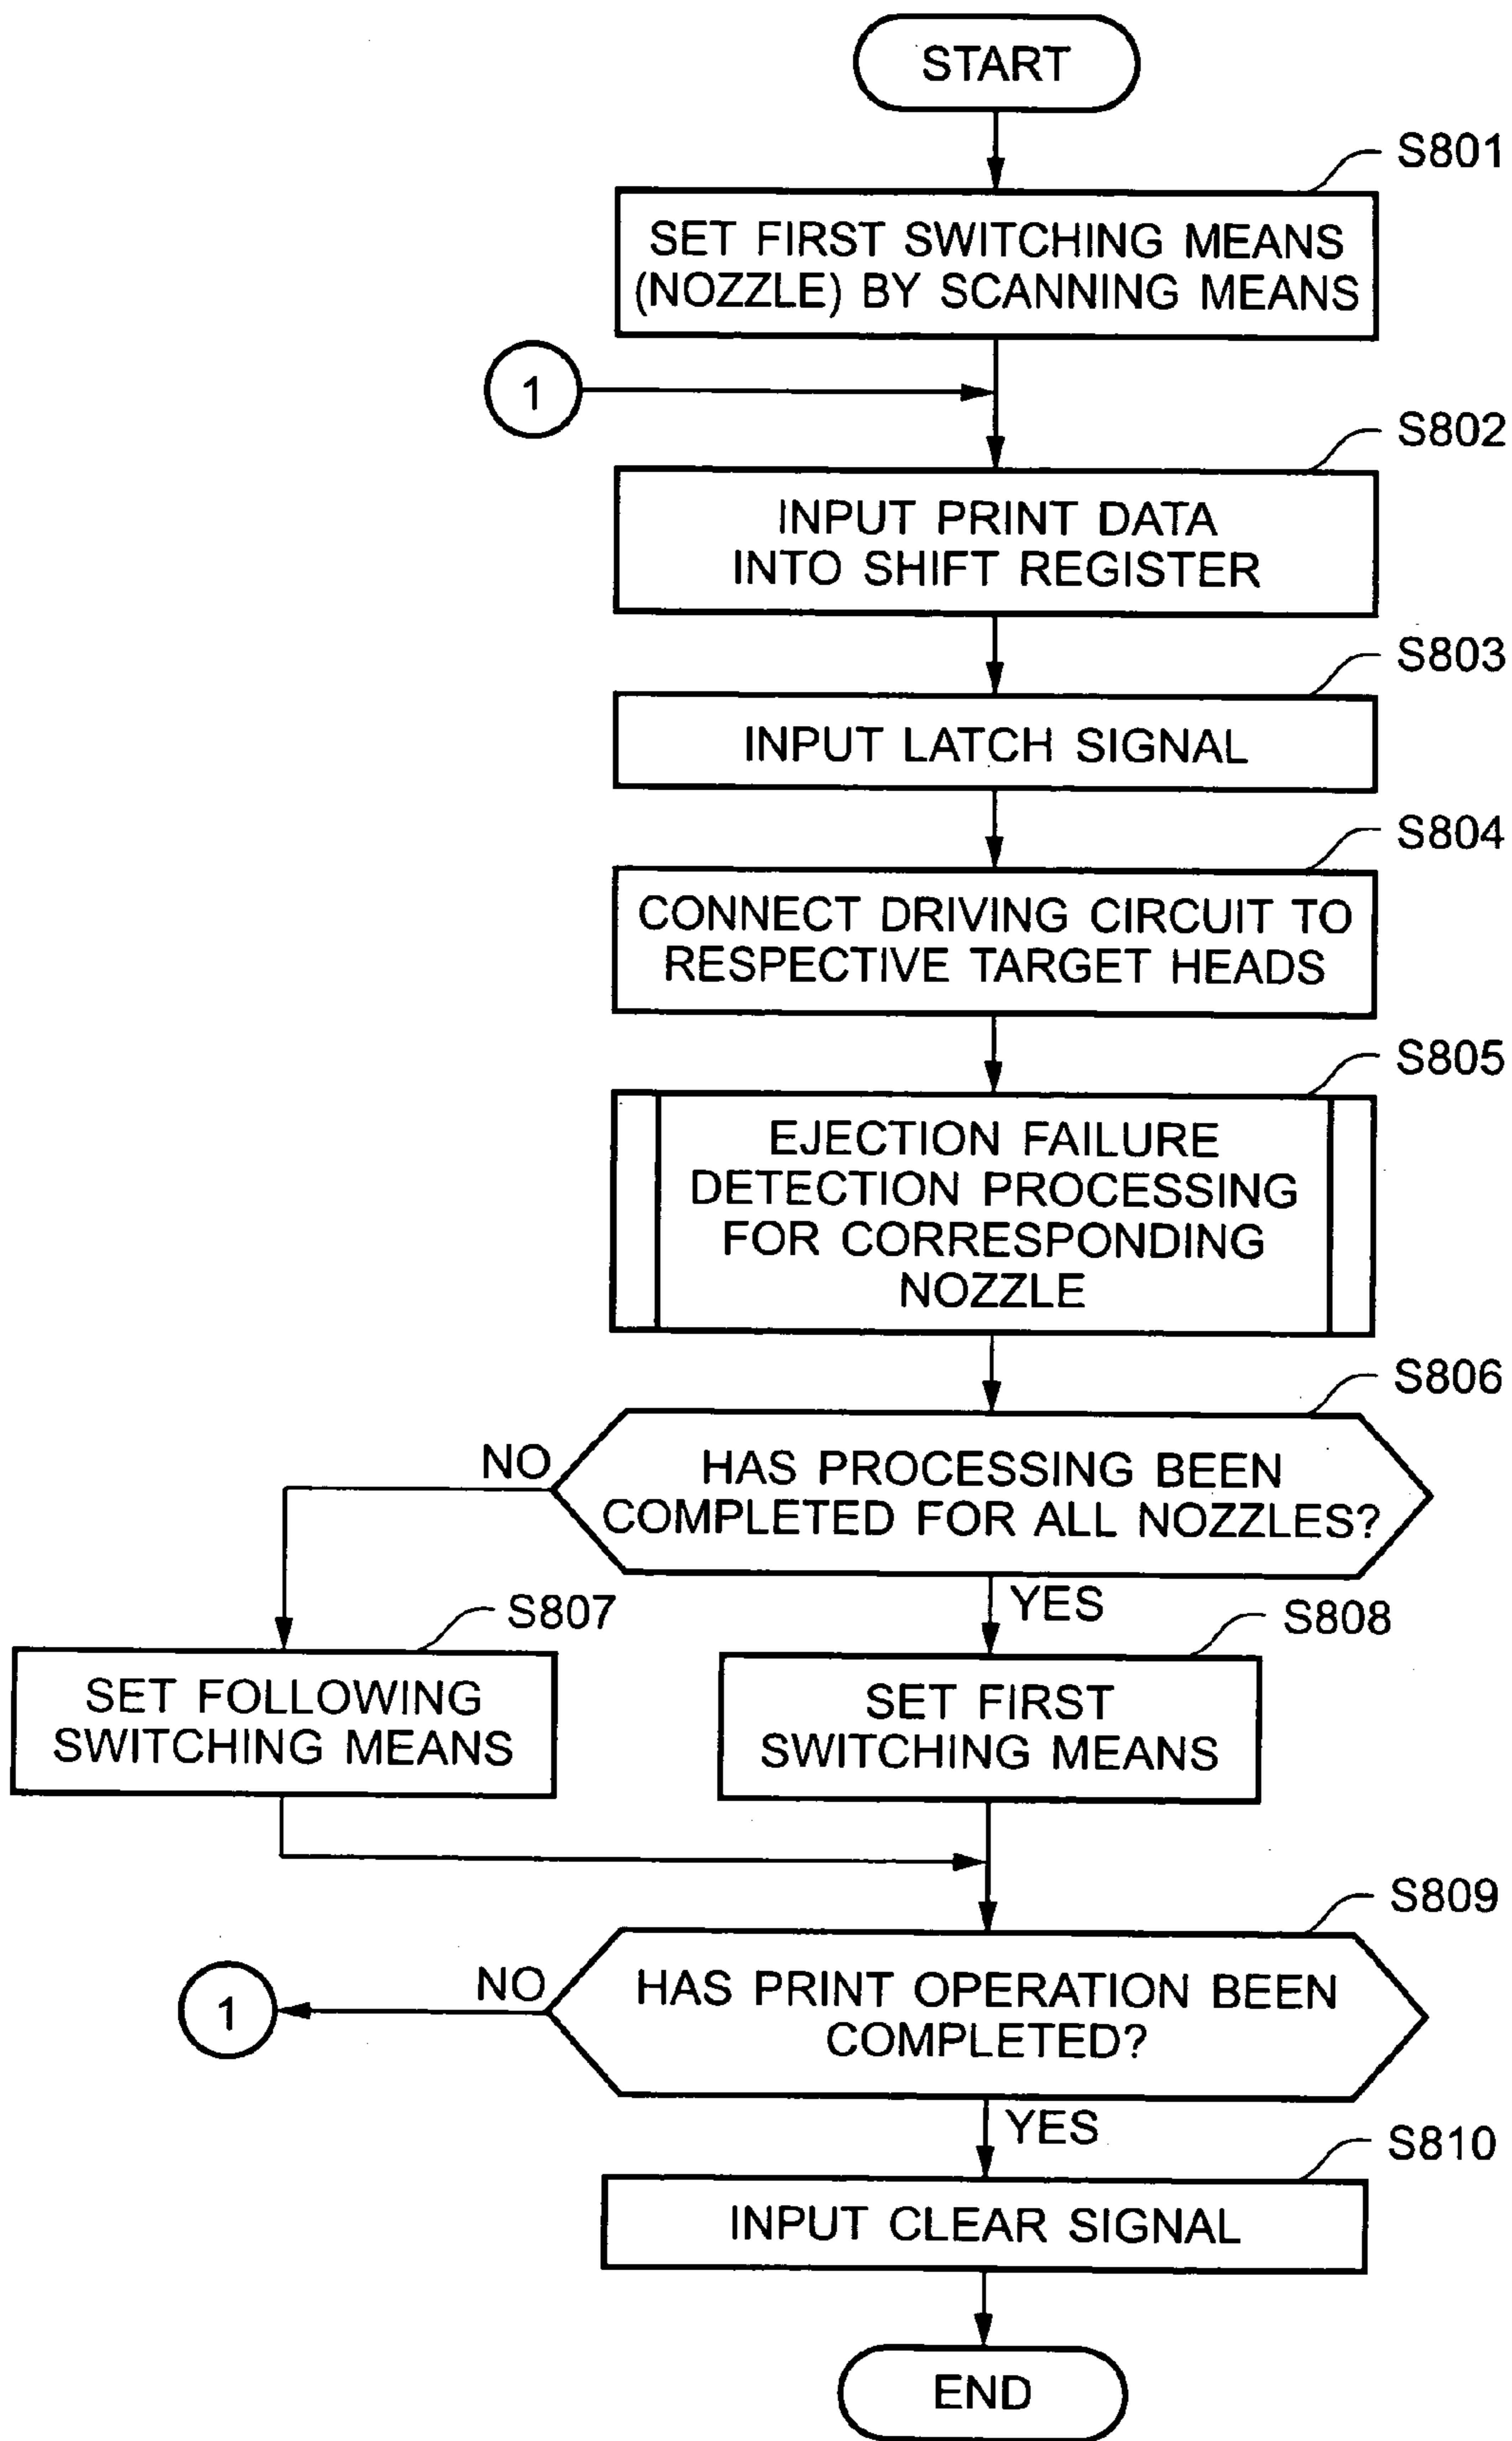 START
S801
SET FIRST SWITCHING MEANS
(NOZZLE) BY SCANNING MEANS
1
S802
INPUT PRINT DATA
INTO SHIFT REGISTER
S803
INPUT LATCH SIGNAL
S804
CONNECT DRIVING CIRCUIT TO
RESPECTIVE TARGET HEADS
S805
EJECTION FAILURE
DETECTION PROCESSING
FOR CORRESPONDING
NOZZLE
S806
NO
HAS PROCESSING BEEN
COMPLETED FOR ALL NOZZLES?
YES
S807
SET FOLLOWING
SWITCHING MEANS
S808
SET FIRST
SWITCHING MEANS
S809
1
NO
HAS PRINT OPERATION BEEN
COMPLETED?
YES
S810
INPUT CLEAR SIGNAL
END